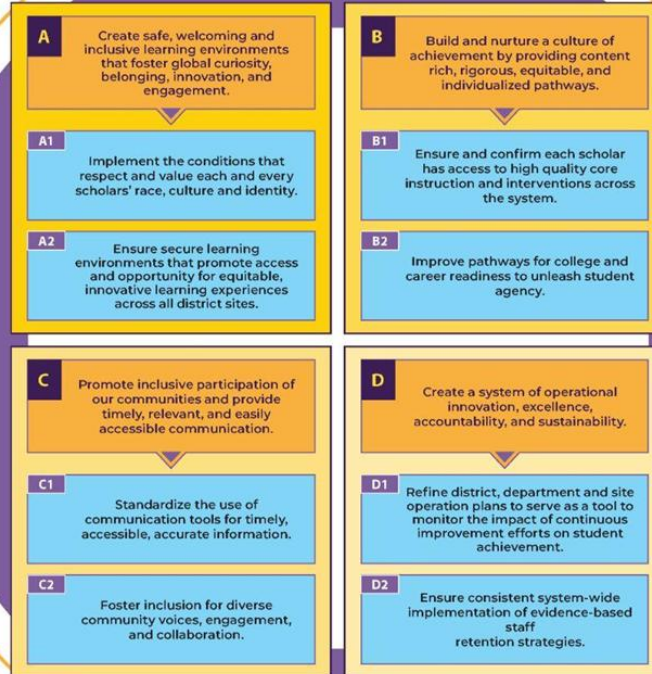 A
Create safe, welcoming and
inclusive learning environments
that foster global curiosity,
belonging, innovation, and
engagement.
A1
Implement the conditions that
respect and value each and every
scholars' race, culture and identity.
A2
Ensure secure learning
environments that promote access
and opportunity for equitable,
innovative learning experiences
across all district sites.
B
Build and nurture a culture of
achievement by providing content
rich, rigorous, equitable, and
individualized pathways.
B1
Ensure and confirm each scholar
has access to high quality core
instruction and interventions across
the system.
B2
Improve pathways for college and
career readiness to unleash student
agency.
C
Promote inclusive participation of
our communities and provide
timely, relevant, and easily
accessible communication.
C1
Standardize the use of
communication tools for timely,
accessible, accurate information.
C2
Foster inclusion for diverse
community voices, engagement,
and collaboration.
D
Create a system of operational
innovation, excellence,
accountability, and sustainability.
D1
Refine district, department and site
operation plans to serve as a tool to
monitor the impact of continuous
improvement efforts on student
achievement.
D2
Ensure consistent system-wide
implementation of evidence-based
staff
retention strategies.